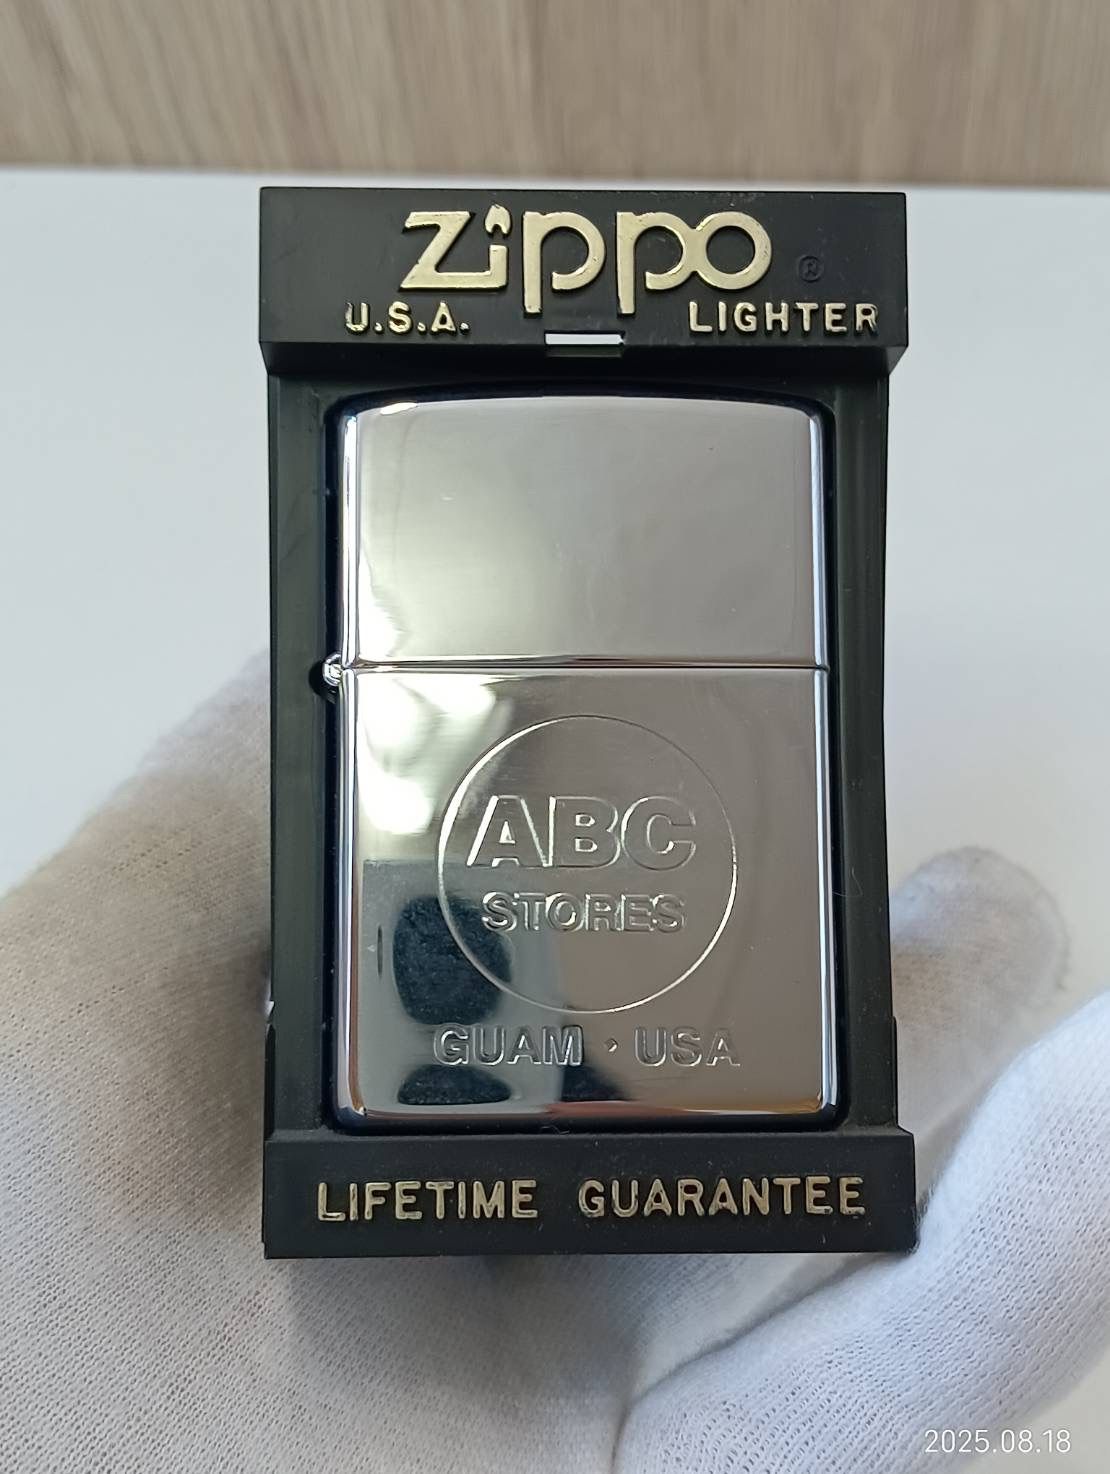 Zippo ®
U.S.A. LIGHTER
ABC
STORES
GUAM · USA
LIFETIME GUARANTEE
2025.08.18